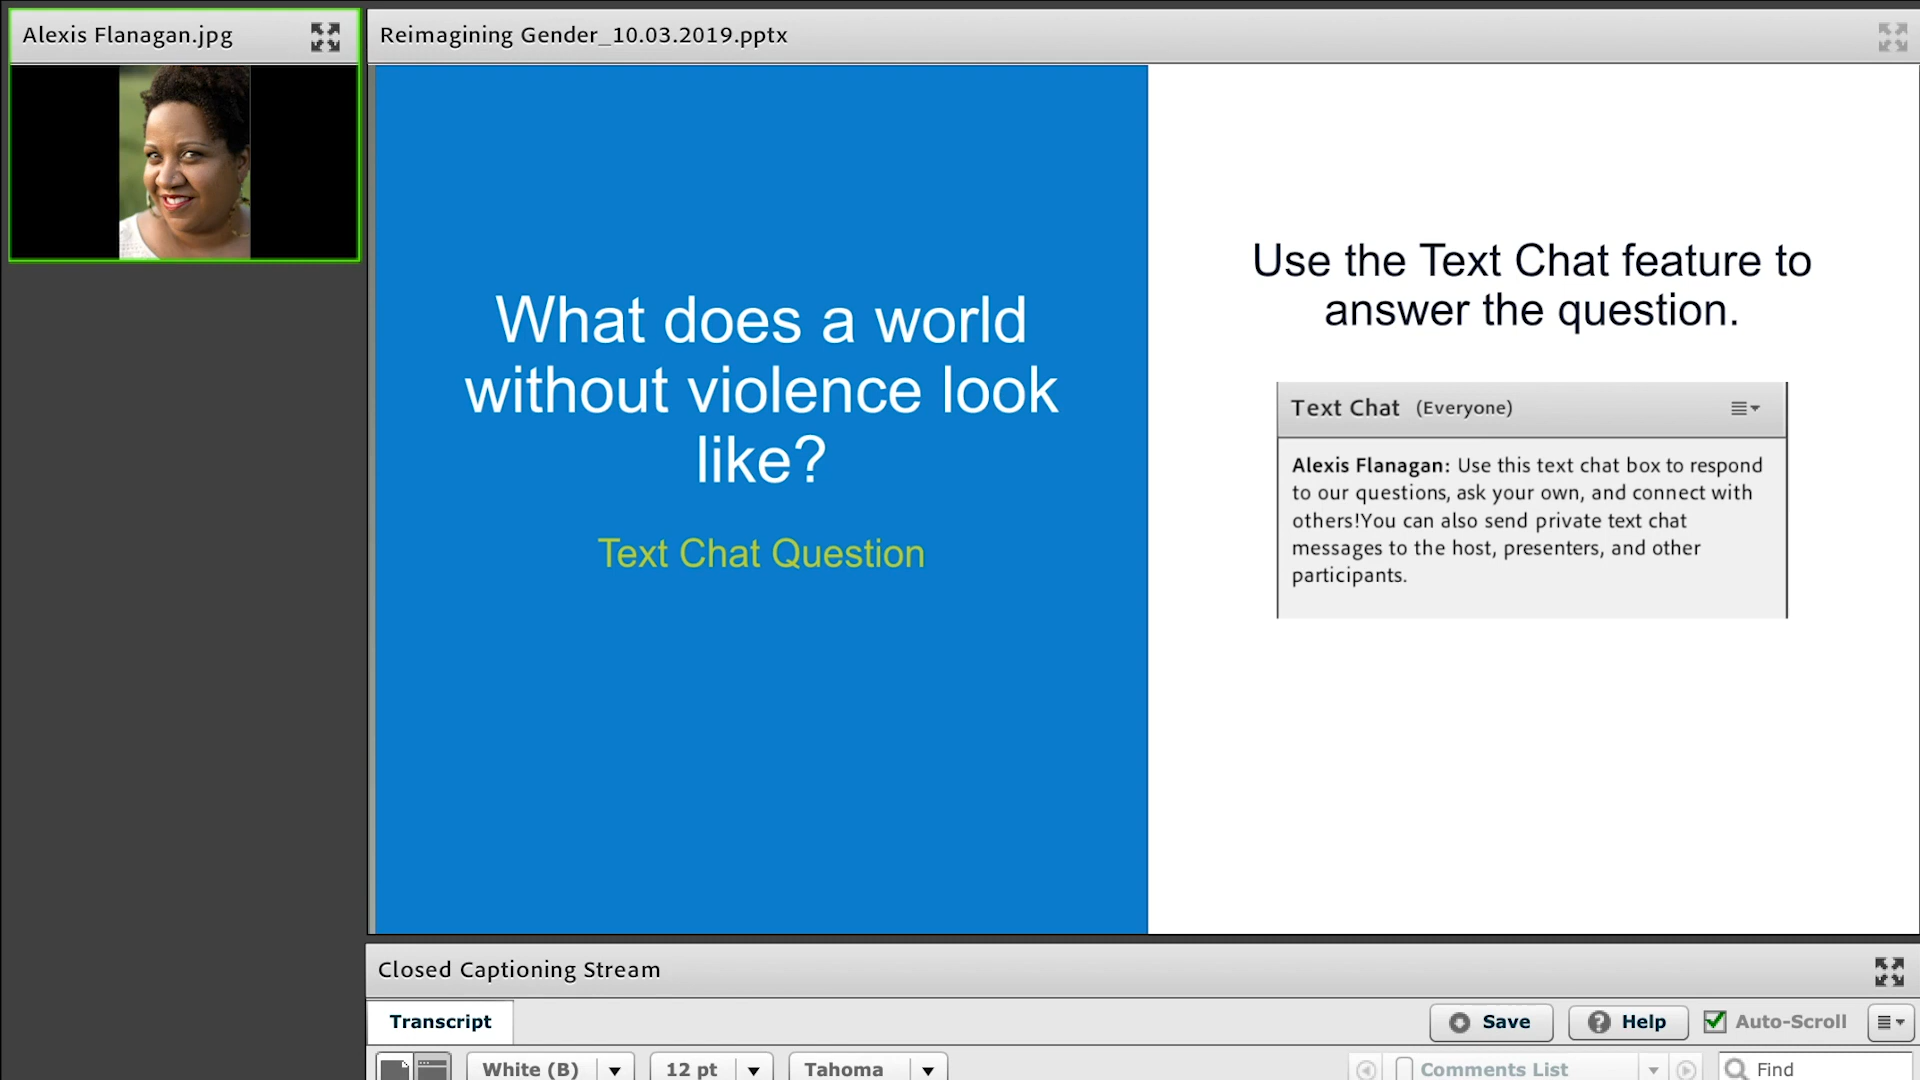 Alexis Flanagan.jpg
Reimagining Gender_10.03.2019.pptx
What does a world
without violence look
like?
Text Chat Question
Use the Text Chat feature to
answer the question.
Text Chat (Everyone)
Alexis Flanagan: Use this text chat box to respond
to our questions, ask your own, and connect with
others!You can also send private text chat
messages to the host, presenters, and other
participants.
Closed Captioning Stream
Transcript
Save
Help
Auto-Scroll
White (B)
12 pt
Tahoma
Comments List
Find